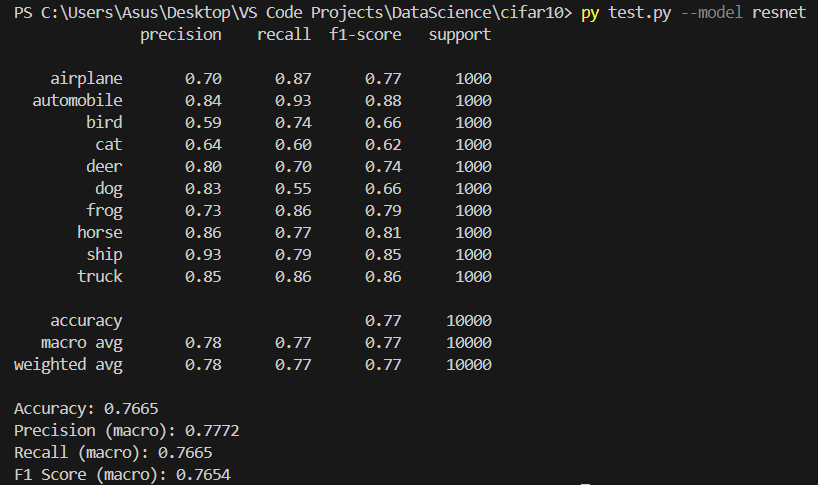 PS C:\Users\Asus\Desktop\VS Code Projects\DataScience\cifar10> py test.py --model resnet
precision recall f1-score support
airplane 0.70 0.87 0.77 1000
automobile 0.84 0.93 0.88 1000
bird 0.59 0.74 0.66 1000
cat 0.64 0.60 0.62 1000
deer 0.80 0.70 0.74 1000
dog 0.83 0.55 0.66 1000
frog 0.73 0.86 0.79 1000
horse 0.86 0.77 0.81 1000
ship 0.93 0.79 0.85 1000
truck 0.85 0.86 0.86 1000
accuracy 0.77 10000
macro avg 0.78 0.77 0.77 10000
weighted avg 0.78 0.77 0.77 10000
Accuracy: 0.7665
Precision (macro): 0.7772
Recall (macro): 0.7665
F1 Score (macro): 0.7654